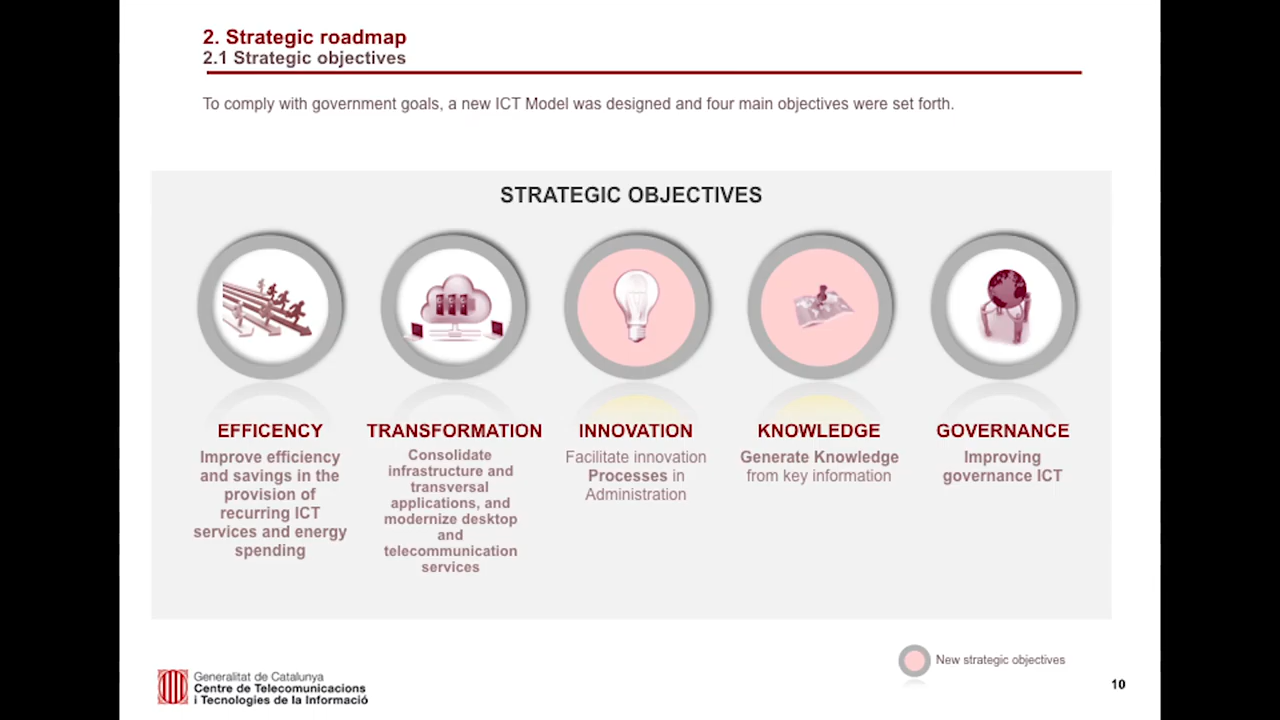 2. Strategic roadmap
2.1 Strategic objectives
To comply with government goals, a new ICT Model was designed and four main objectives were set forth.
STRATEGIC OBJECTIVES
EFFICENCY
Improve efficiency
and savings in the
provision of
recurring ICT
services and energy
spending
TRANSFORMATION
Consolidate
infrastructure and
transversal
applications, and
modernize desktop
and
telecommunication
services
INNOVATION
Facilitate innovation
Processes in
Administration
KNOWLEDGE
Generate Knowledge
from key information
GOVERNANCE
Improving
governance ICT
New strategic objectives
Generalitat de Catalunya
Centre de Telecomunicacions
i Tecnologies de la Informació
10